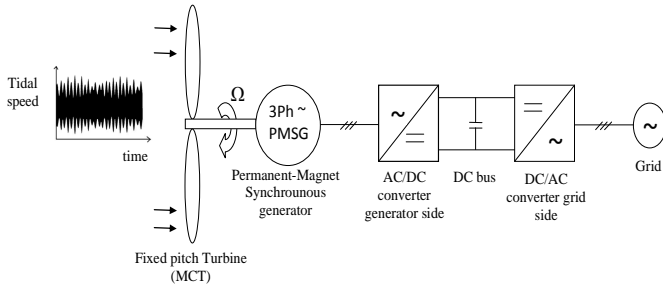 Tidal
speed
time
Ω
3Ph ~
PMSG
Permanent-Magnet
Synchrounous
generator
Fixed pitch Turbine
(MCT)
~
=
AC/DC
converter
generator side
DC bus
=
~
DC/AC
converter grid
side
~
Grid